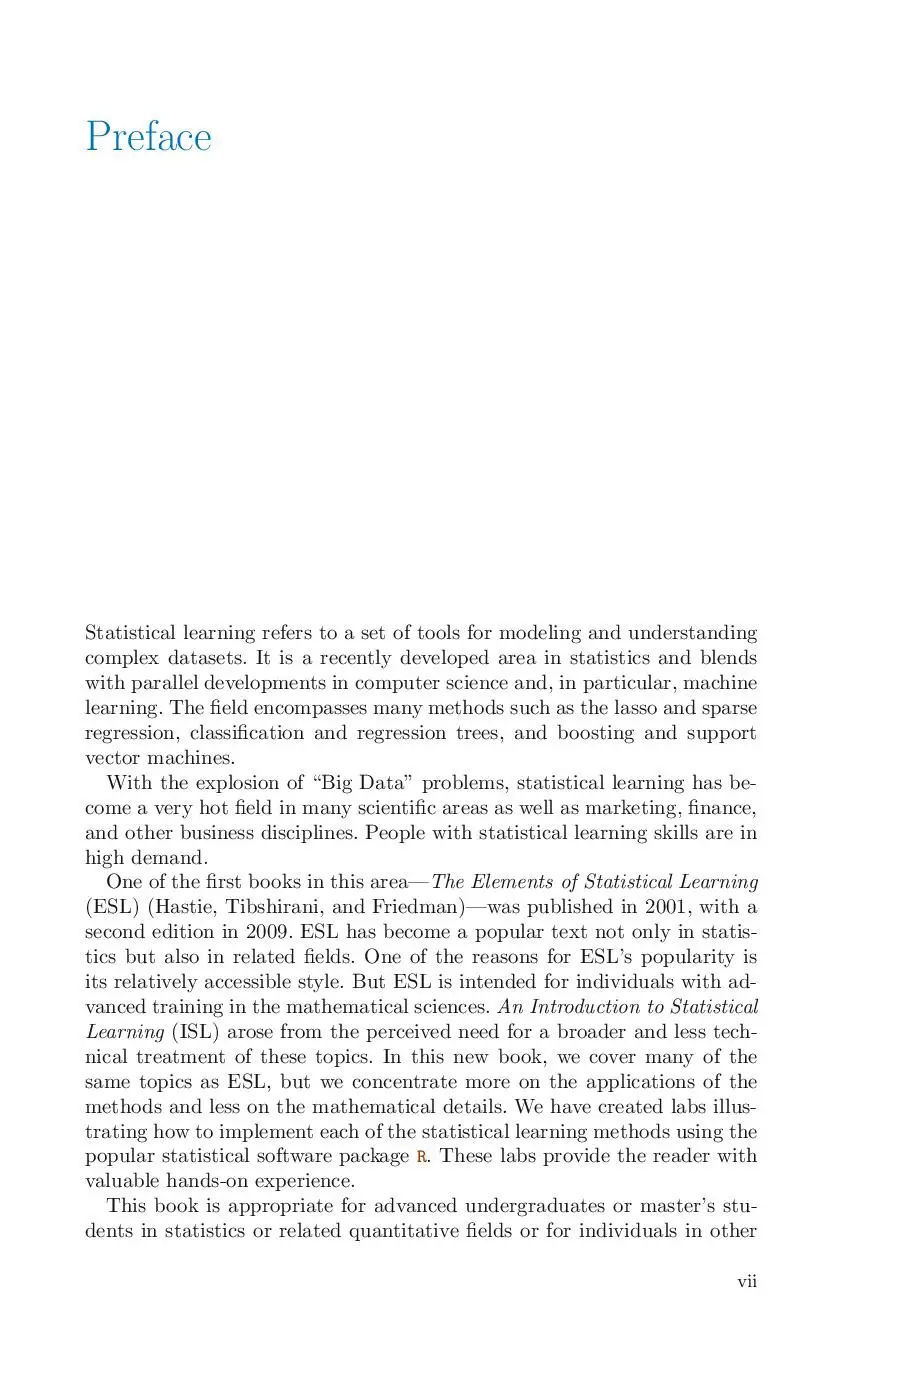 Preface
Statistical learning refers to a set of tools for modeling and understanding
complex datasets. It is a recently developed area in statistics and blends
with parallel developments in computer science and, in particular, machine
learning. The field encompasses many methods such as the lasso and sparse
regression, classification and regression trees, and boosting and support
vector machines.
With the explosion of “Big Data” problems, statistical learning has be-
come a very hot field in many scientific areas as well as marketing, finance,
and other business disciplines. People with statistical learning skills are in
high demand.
One of the first books in this area—The Elements of Statistical Learning
(ESL) (Hastie, Tibshirani, and Friedman)—was published in 2001, with a
second edition in 2009. ESL has become a popular text not only in statis-
tics but also in related fields. One of the reasons for ESL’s popularity is
its relatively accessible style. But ESL is intended for individuals with ad-
vanced training in the mathematical sciences. An Introduction to Statistical
Learning (ISL) arose from the perceived need for a broader and less tech-
nical treatment of these topics. In this new book, we cover many of the
same topics as ESL, but we concentrate more on the applications of the
methods and less on the mathematical details. We have created labs illus-
trating how to implement each of the statistical learning methods using the
popular statistical software package R. These labs provide the reader with
valuable hands-on experience.
This book is appropriate for advanced undergraduates or master’s stu-
dents in statistics or related quantitative fields or for individuals in other
vii